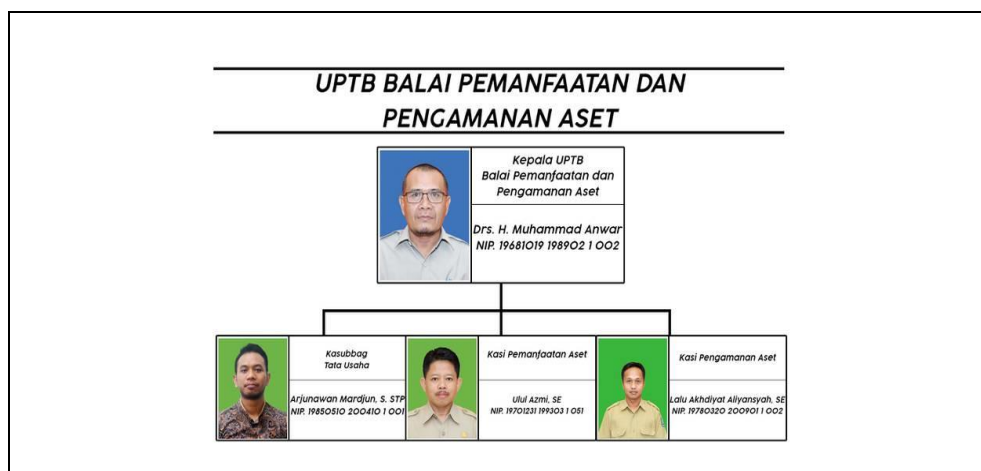 UPTB BALAI PEMANFAATAN DAN
PENGAMANAN ASET
Kepala UPTB
Balai Pemanfaatan dan
Pengamanan Aset
Drs. H. Muhammad Anwar
NIP. 19681019 198902 1 002
Kasubbag
Tata Usaha
Arjunawan Mardjun, S. STP
NIP. 19850510 200410 1 001
Kasi Pemanfaatan Aset
Ulul Azmi, SE
NIP. 19701231 199303 1 051
Kasi Pengamanan Aset
Lalu Akhdiyat Aliyansyah, SE
NIP. 19780320 200901 1 002